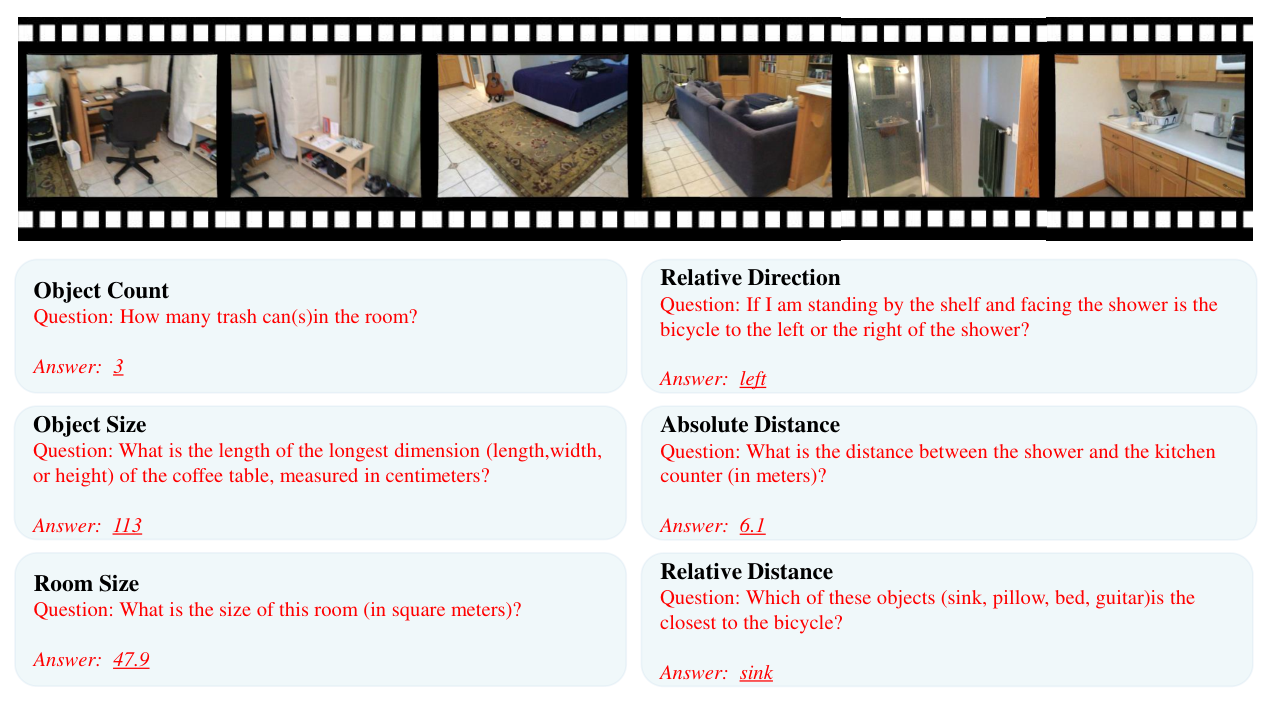 Object Count
Question: How many trash can(s)in the room?
Answer: 3
Relative Direction
Question: If I am standing by the shelf and facing the shower is the
bicycle to the left or the right of the shower?
Answer: left
Object Size
Question: What is the length of the longest dimension (length,width,
or height) of the coffee table, measured in centimeters?
Answer: 113
Absolute Distance
Question: What is the distance between the shower and the kitchen
counter (in meters)?
Answer: 6.1
Room Size
Question: What is the size of this room (in square meters)?
Answer: 47.9
Relative Distance
Question: Which of these objects (sink, pillow, bed, guitar)is the
closest to the bicycle?
Answer: sink